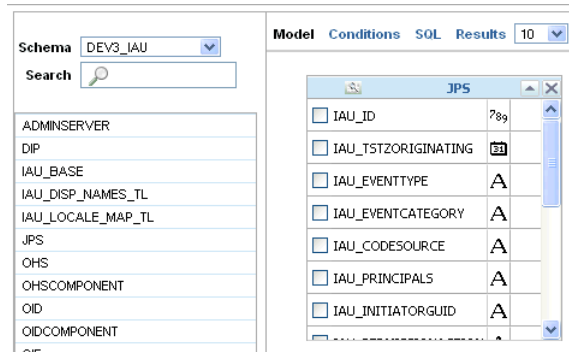 Schema DEV3_IAU
Search
ADMINSERVER
DIP
IAU_BASE
IAU_DISP_NAMES_TL
IAU_LOCALE_MAP_TL
JPS
OHS
OHSCOMPONENT
OID
OIDCOMPONENT
Model Conditions SQL Results 10
JPS
IAU_ID 789
IAU_TSTZORIGINATING 31
IAU_EVENTTYPE A
IAU_EVENTCATEGORY A
IAU_CODESOURCE A
IAU_PRINCIPALS A
IAU_INITIATORGUID A